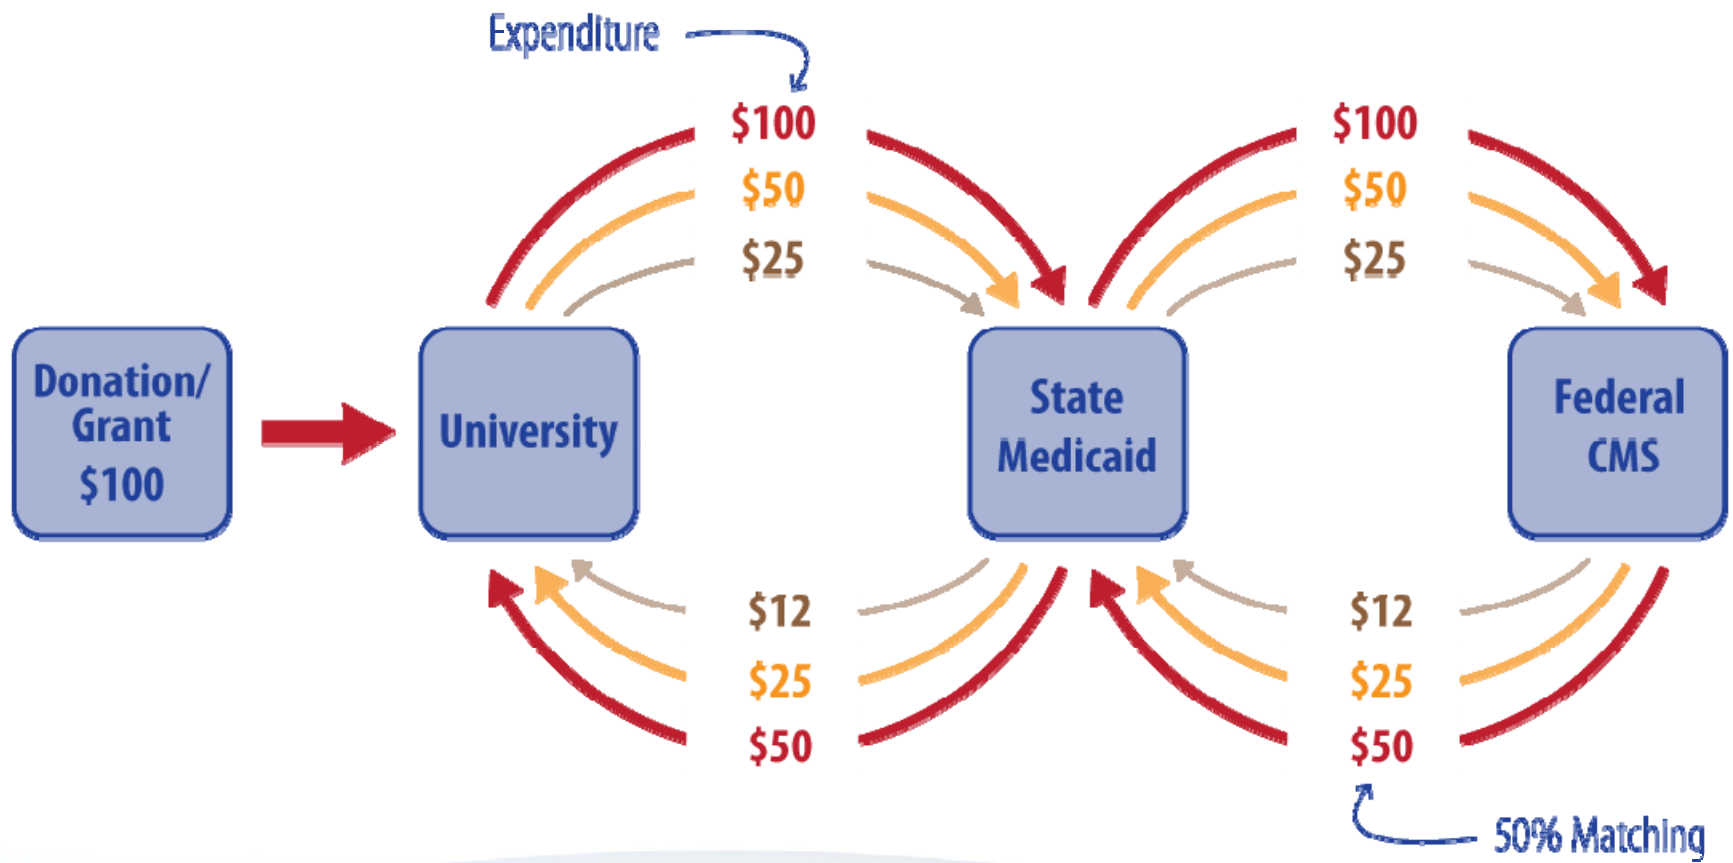 Expenditure
$100
$50
$25
$100
$50
$25
Donation/
Grant
$100
University
State
Medicaid
Federal
CMS
$12
$25
$50
$12
$25
$50
50% Matching